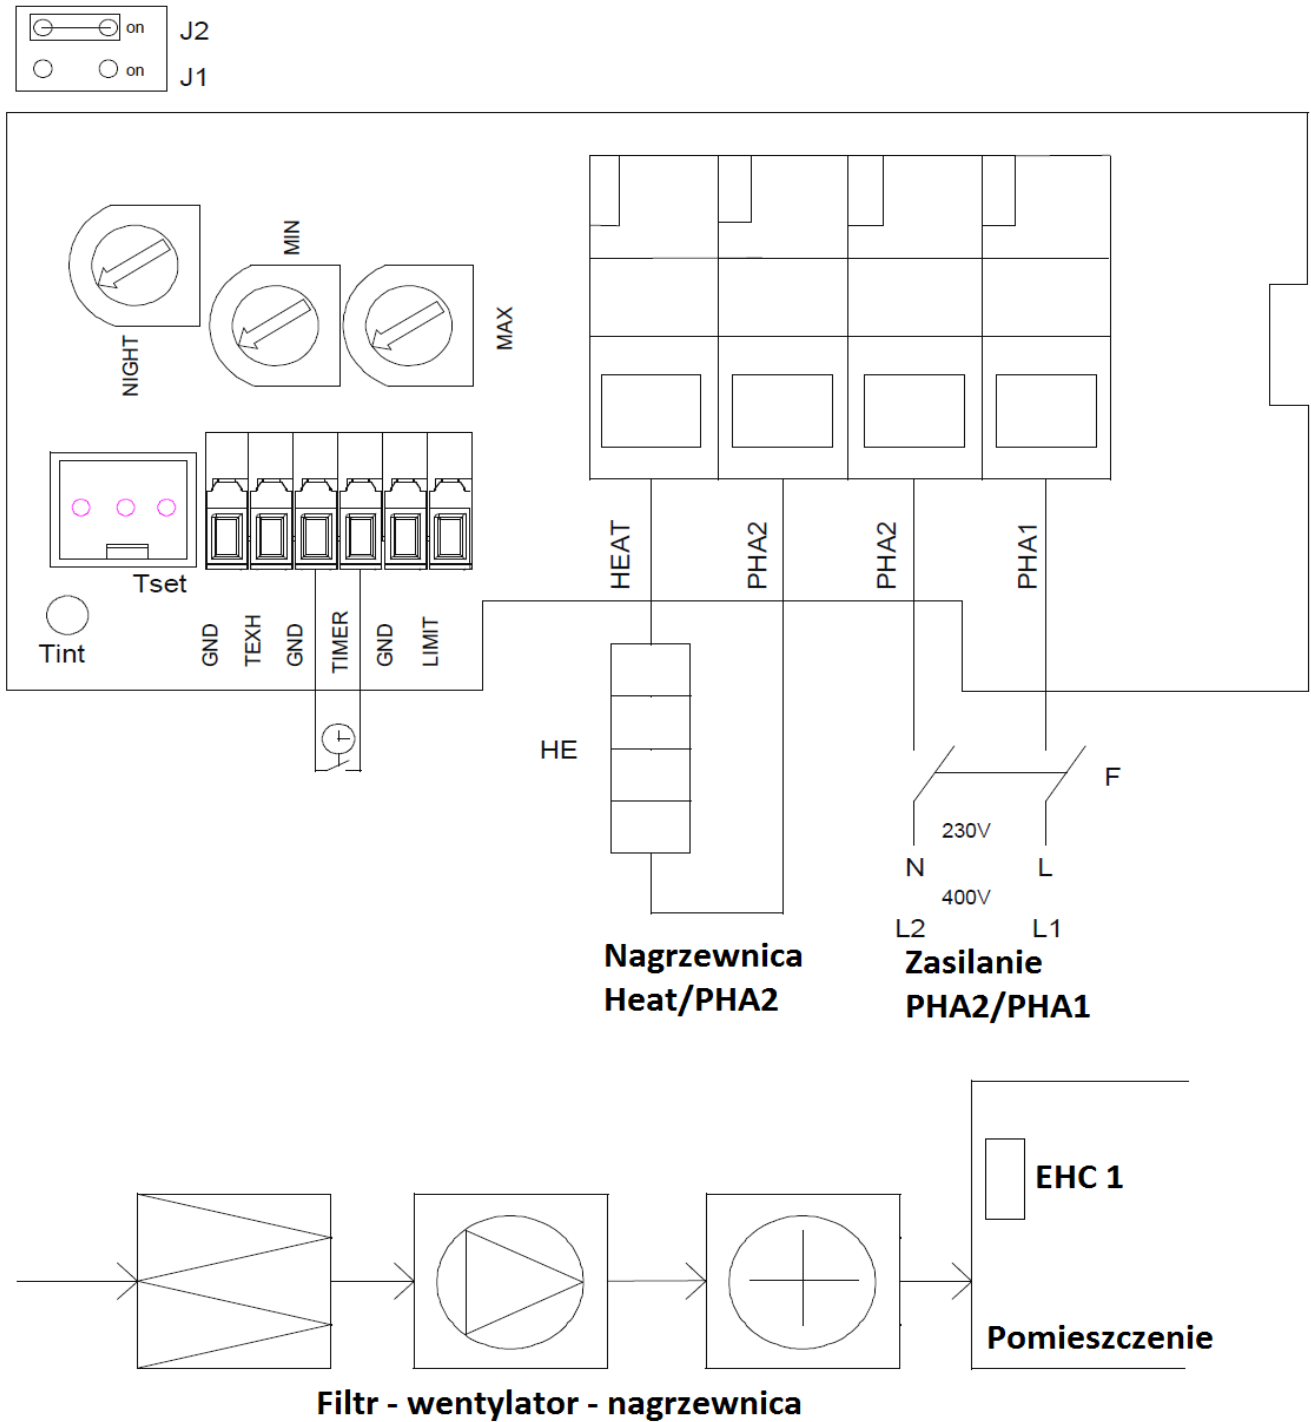 on J2
on J1
NIGHT
MIN
MAX
Tset
Tint
GND
TEXH
GND
TIMER
GND
LIMIT
HEAT
PHA2
PHA2
PHA1
HE
F
230V
N L
400V
L2 L1
Nagrzewnica
Heat/PHA2
Zasilanie
PHA2/PHA1
EHC 1
Pomieszczenie
Filtr - wentylator - nagrzewnica